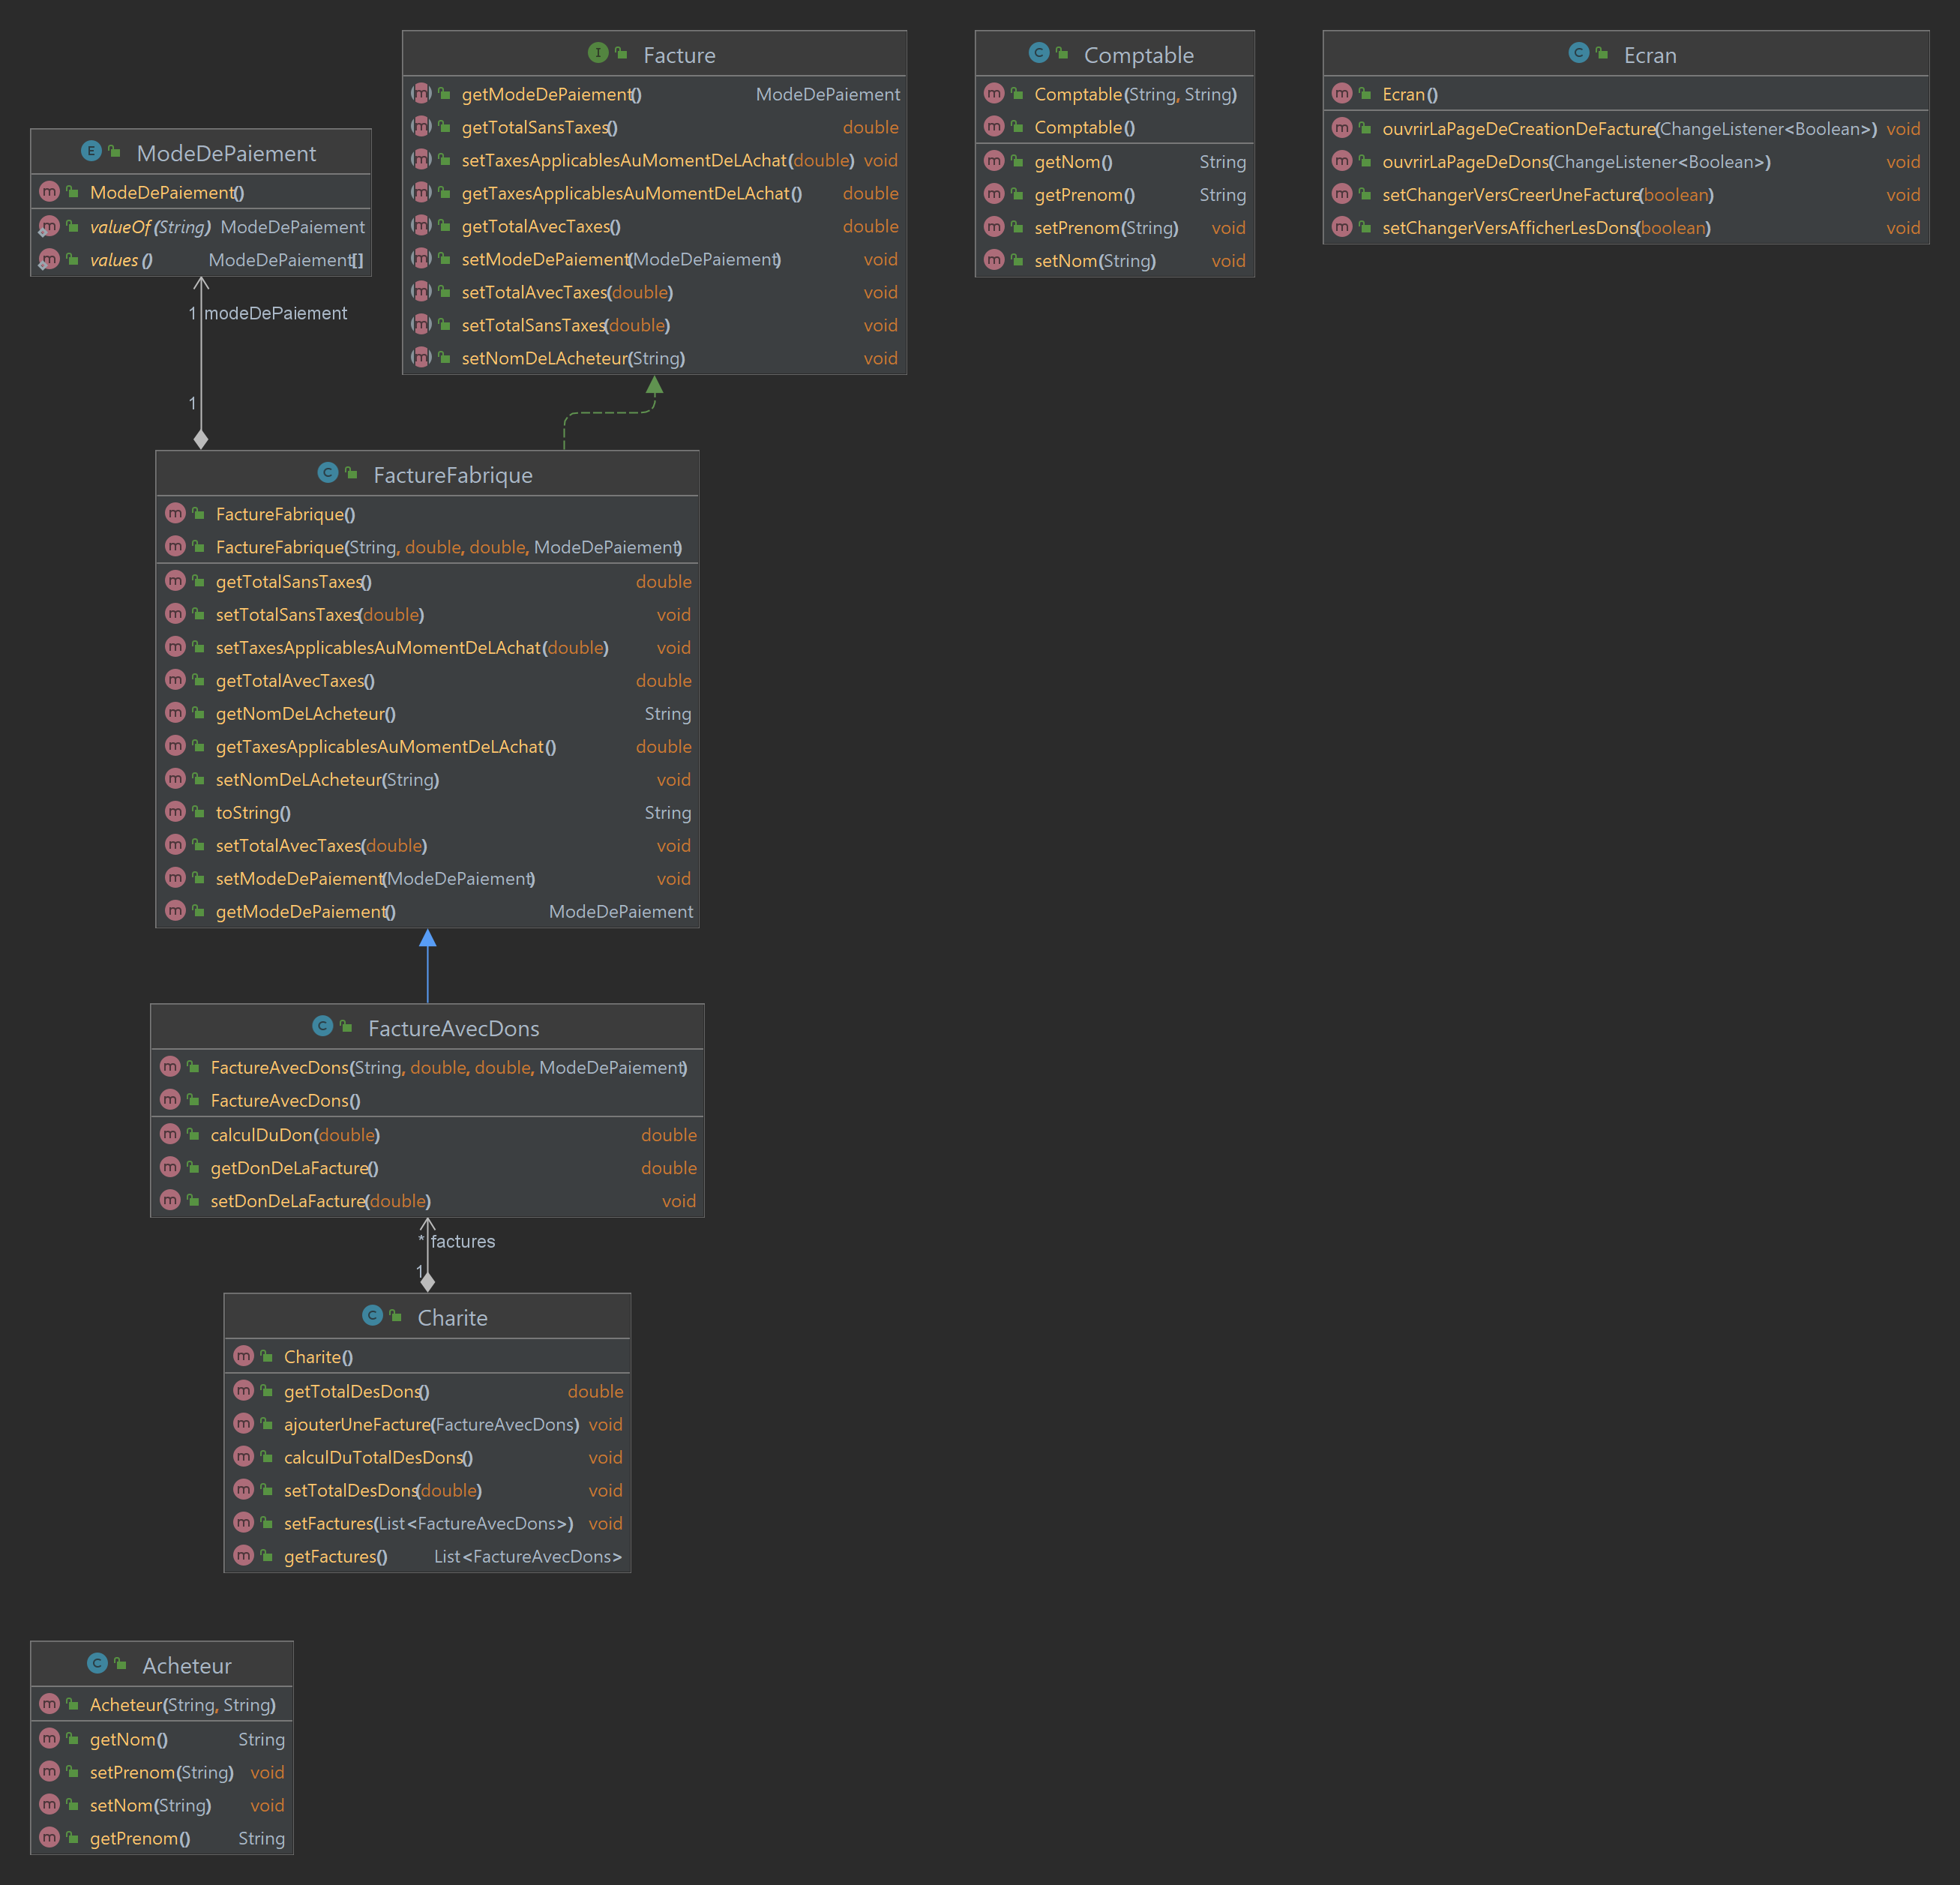 Facture
getModeDePaiement() ModeDePaiement
getTotalSansTaxes() double
setTaxesApplicablesAuMomentDeLAchat(double) void
getTaxesApplicablesAuMomentDeLAchat() double
getTotalAvecTaxes() double
setModeDePaiement(ModeDePaiement) void
setTotalAvecTaxes(double) void
setTotalSansTaxes(double) void
setNomDeLAcheteur(String) void
Comptable
Comptable(String, String)
Comptable()
getNom() String
getPrenom() String
setPrenom(String) void
setNom(String) void
Ecran
Ecran()
ouvrirLaPageDeCreationDeFacture(ChangeListener<Boolean>) void
ouvrirLaPageDeDons(ChangeListener<Boolean>) void
setChangerVersCreerUneFacture(boolean) void
setChangerVersAfficherLesDons(boolean) void
ModeDePaiement
ModeDePaiement()
valueOf(String) ModeDePaiement
values() ModeDePaiement[]
1 modeDePaiement
1
FactureFabrique
FactureFabrique()
FactureFabrique(String, double, double, ModeDePaiement)
getTotalSansTaxes() double
setTotalSansTaxes(double) void
setTaxesApplicablesAuMomentDeLAchat(double) void
getTotalAvecTaxes() double
getNomDeLAcheteur() String
getTaxesApplicablesAuMomentDeLAchat() double
setNomDeLAcheteur(String) void
toString() String
setTotalAvecTaxes(double) void
setModeDePaiement(ModeDePaiement) void
getModeDePaiement() ModeDePaiement
FactureAvecDons
FactureAvecDons(String, double, double, ModeDePaiement)
FactureAvecDons()
calculDuDon(double) double
getDonDeLaFacture() double
setDonDeLaFacture(double) void
* factures
1
Charite
Charite()
getTotalDesDons() double
ajouterUneFacture(FactureAvecDons) void
calculDuTotalDesDons() void
setTotalDesDons(double) void
setFactures(List<FactureAvecDons>) void
getFactures() List<FactureAvecDons>
Acheteur
Acheteur(String, String)
getNom() String
setPrenom(String) void
setNom(String) void
getPrenom() String